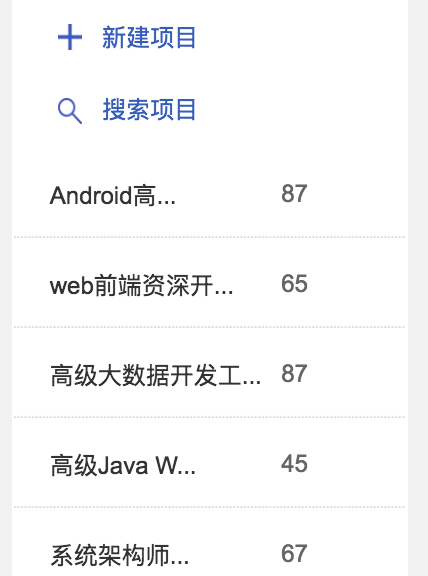 新建项目
搜索项目
Android高... 87
web前端资深开... 65
高级大数据开发工... 87
高级Java W... 45
系统架构师... 67